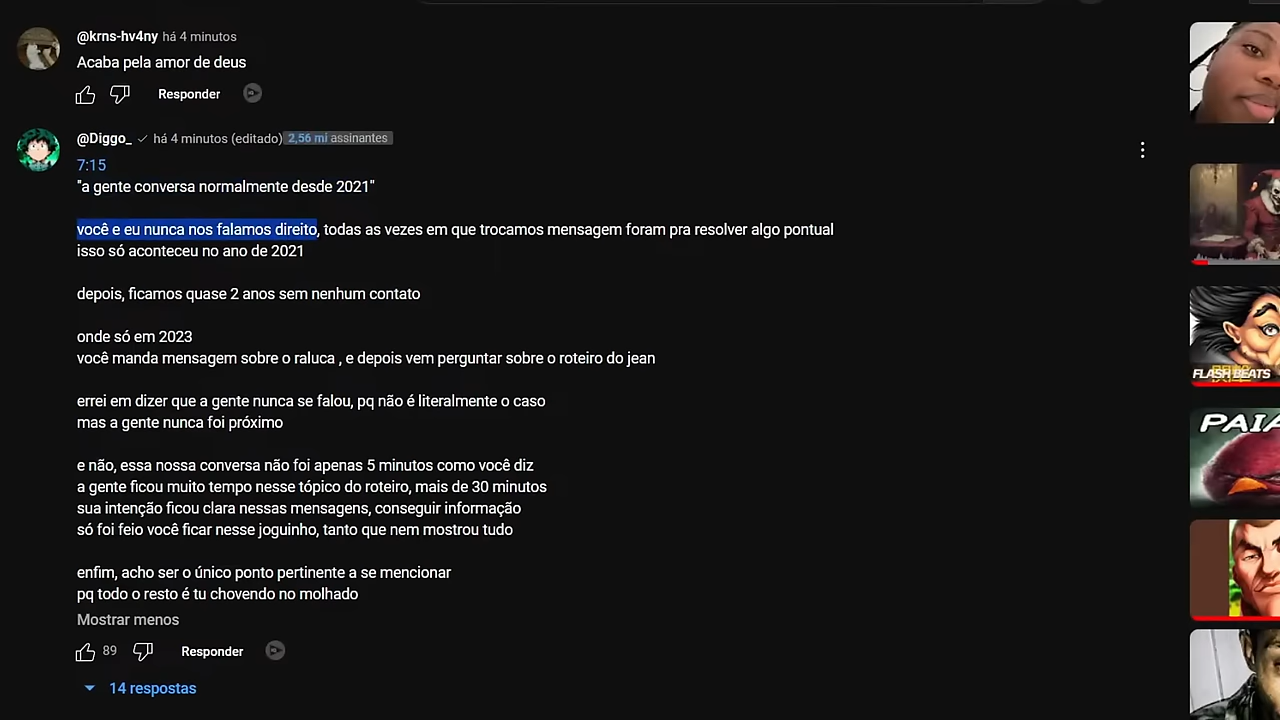 @krns-hv4ny há 4 minutos
Acaba pela amor de deus
Responder
@Diggo_ há 4 minutos (editado) 2,56 mi assinantes
7:15
"a gente conversa normalmente desde 2021"
você e eu nunca nos falamos direito, todas as vezes em que trocamos mensagem foram pra resolver algo pontual
isso só aconteceu no ano de 2021
depois, ficamos quase 2 anos sem nenhum contato
onde só em 2023
você manda mensagem sobre o raluca , e depois vem perguntar sobre o roteiro do jean
errei em dizer que a gente nunca se falou, pq não é literalmente o caso
mas a gente nunca foi próximo
e não, essa nossa conversa não foi apenas 5 minutos como você diz
a gente ficou muito tempo nesse tópico do roteiro, mais de 30 minutos
sua intenção ficou clara nessas mensagens, conseguir informação
só foi feio você ficar nesse joguinho, tanto que nem mostrou tudo
enfim, acho ser o único ponto pertinente a se mencionar
pq todo o resto é tu chovendo no molhado
Mostrar menos
89 Responder
14 respostas
FLASH BEATS
PAIA